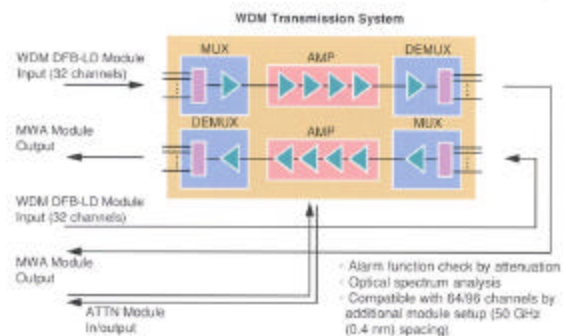 WDM Transmission System
MUX
AMP
DEMUX
WDM DFB-LD Module
Input (32 channels)
DEMUX
AMP
MUX
MWA Module
Output
WDM DFB-LD Module
Input (32 channels)
MWA Module
Output
ATTN Module
In/output
· Alarm function check by attenuation
· Optical spectrum analysis
· Compatible with 64/96 channels by
additional module setup (50 GHz
(0.4 nm) spacing)